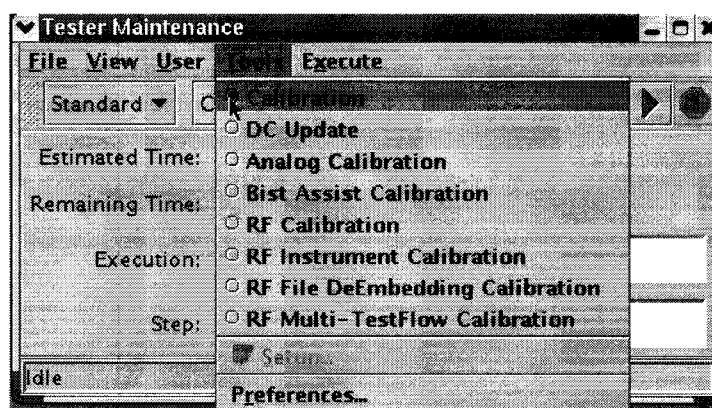 Tester Maintenance
File View User Tools Execute
Standard C
Calibration
DC Update
Estimated Time:
Analog Calibration
Bist Assist Calibration
Remaining Time:
RF Calibration
Execution:
RF Instrument Calibration
RF File DeEmbedding Calibration
Step:
RF Multi-TestFlow Calibration
Setup...
Idle
Preferences...